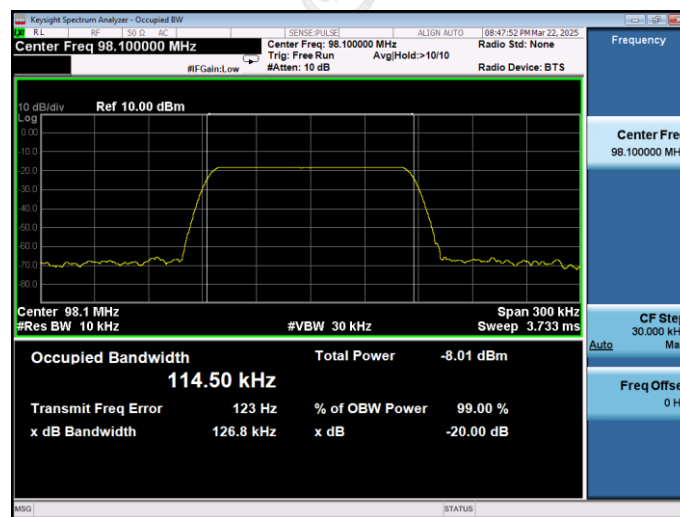 Keysight Spectrum Analyzer - Occupied BW
RL RF 50 Ω AC SENSE:PULSE ALIGN AUTO 08:47:52 PM Mar 22, 2025
Center Freq 98.100000 MHz
Center Freq: 98.100000 MHz Radio Std: None
Trig: Free Run Avg|Hold:>10/10
#IFGain:Low #Atten: 10 dB Radio Device: BTS
Frequency
10 dB/div Ref 10.00 dBm
Log
0.00
-10.0
-20.0
-30.0
-40.0
-50.0
-60.0
-70.0
-80.0
Center Fre
98.100000 MH
Center 98.1 MHz Span 300 kHz
#Res BW 10 kHz #VBW 30 kHz Sweep 3.733 ms
CF Step
30.000 kH
Auto Ma
Occupied Bandwidth Total Power -8.01 dBm
114.50 kHz
Transmit Freq Error 123 Hz % of OBW Power 99.00 %
x dB Bandwidth 126.8 kHz x dB -20.00 dB
Freq Offse
0 H
MSG STATUS